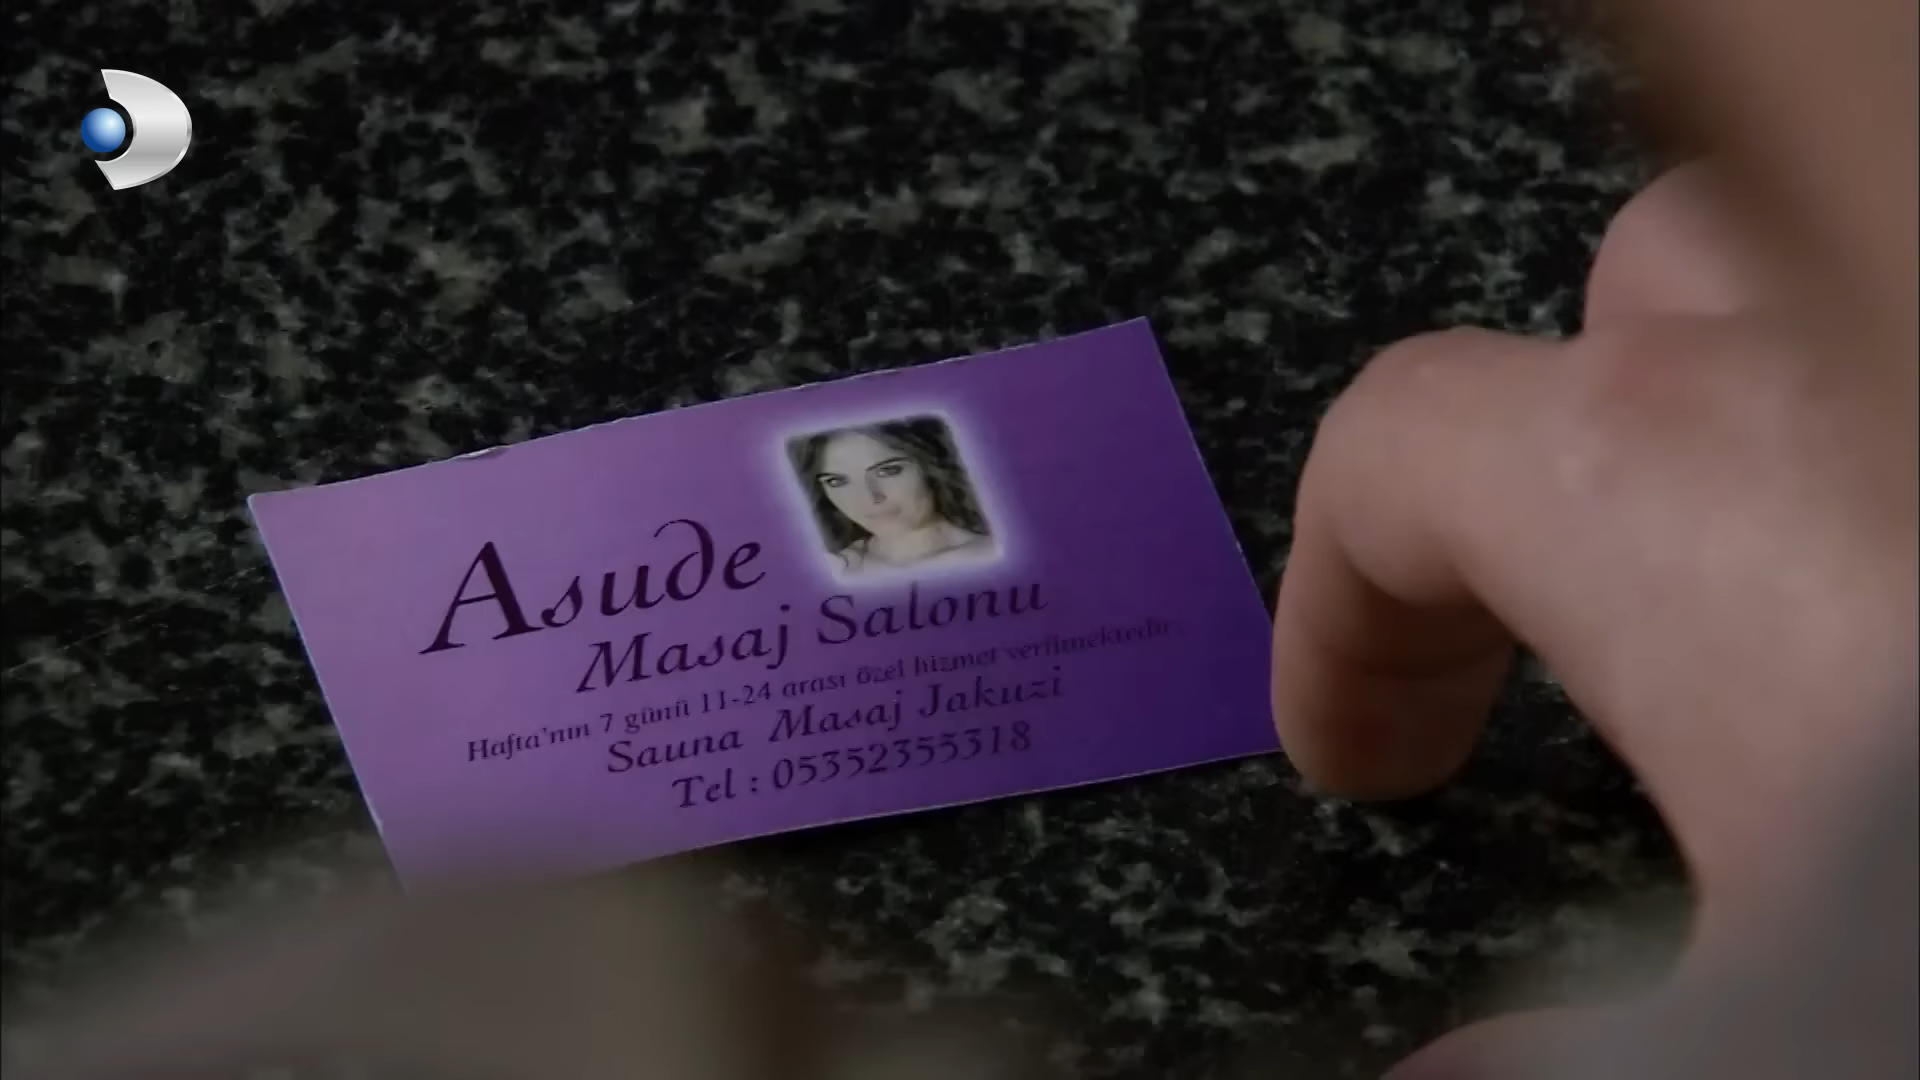 Asude
Masaj Salonu
Hafta'nın 7 günü 11-24 arası özel hizmet verilmektedir.
Sauna Masaj Jakuzi
Tel : 05352355318